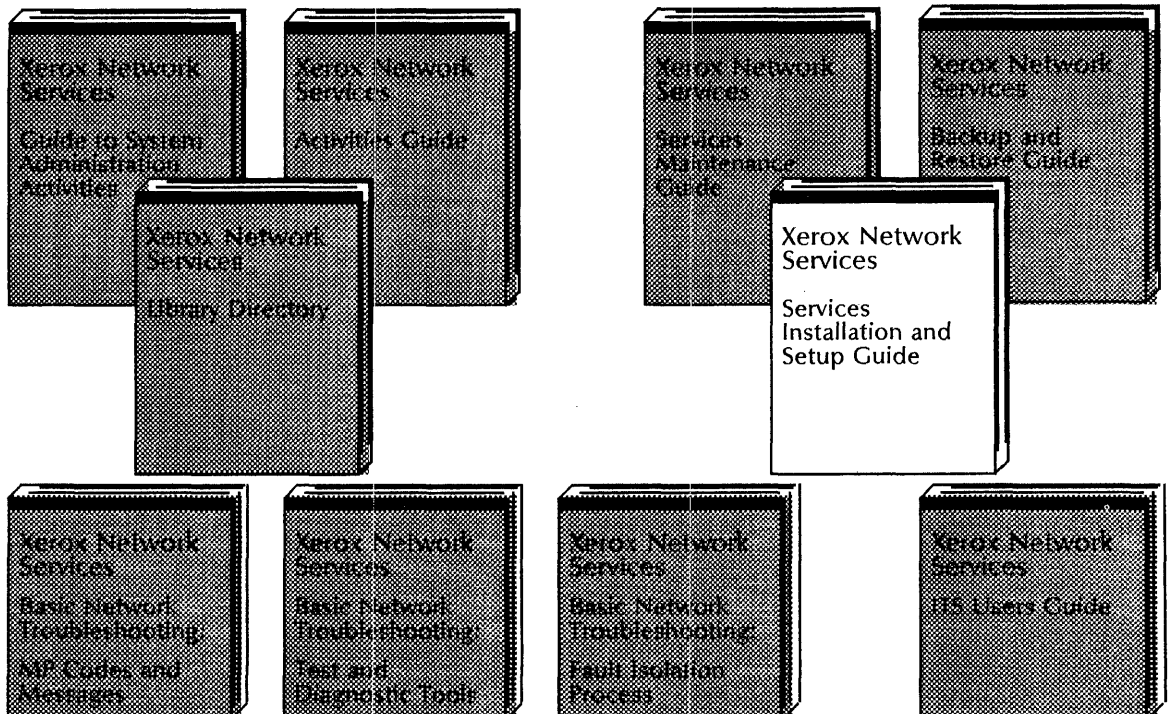 Xerox Network
Services
Guide to System
Administration
Activities
Xerox Network
Services
Activities Guide
Xerox Network
Services
Library Directory
Xerox Network
Services
Services
Maintenance
Guide
Xerox Network
Services
Backup and
Restore Guide
Xerox Network
Services
Services
Installation and
Setup Guide
Xerox Network
Services
Basic Network
Troubleshooting:
MP Codes and
Messages
Xerox Network
Services
Basic Network
Troubleshooting:
Test and
Diagnostic Tools
Xerox Network
Services
Basic Network
Troubleshooting:
Fault Isolation
Process
Xerox Network
Services
ITS Users Guide